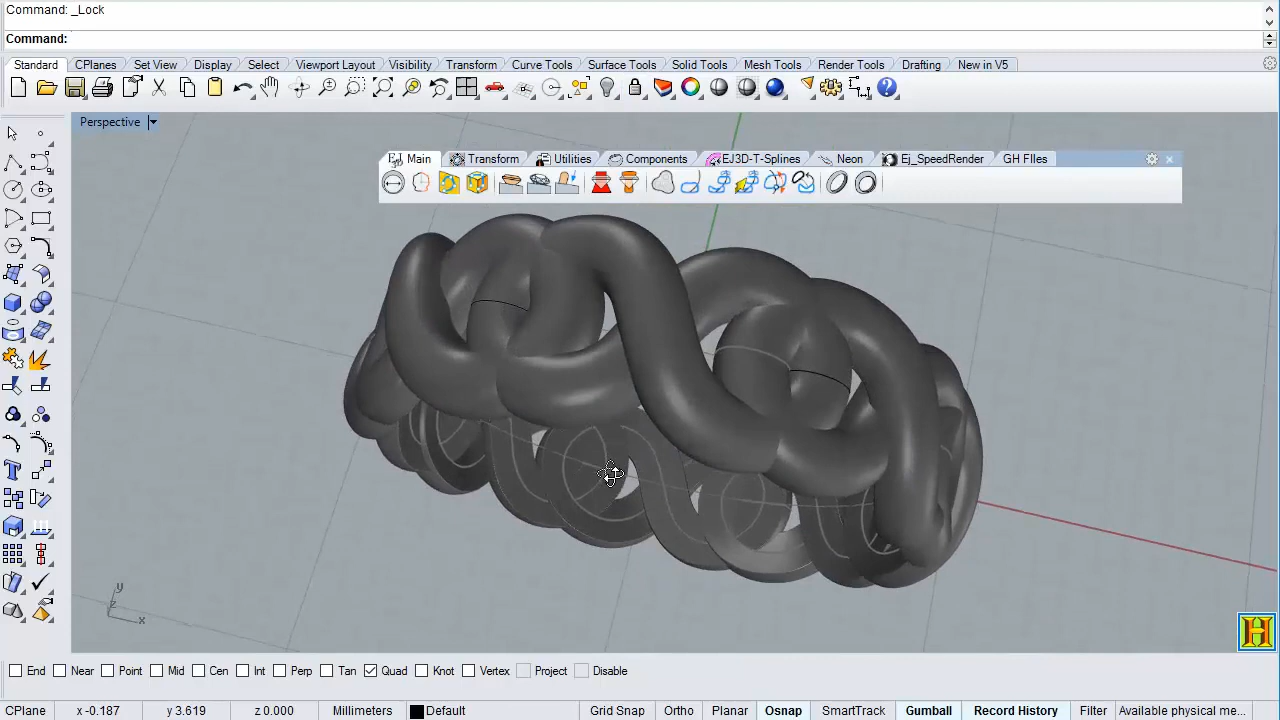 Command: _Lock
Command:
Standard CPlanes Set View Display Select Viewport Layout Visibility Transform Curve Tools Surface Tools Solid Tools Mesh Tools Render Tools Drafting New in V5
Perspective
Main Transform Utilities Components EJ3D-T-Splines Neon Ej_SpeedRender GH FIles
y
z
x
H
End Near Point Mid Cen Int Perp Tan Quad Knot Vertex Project Disable
CPlane x -0.187 y 3.619 z 0.000 Millimeters Default Grid Snap Ortho Planar Osnap SmartTrack Gumball Record History Filter Available physical me...